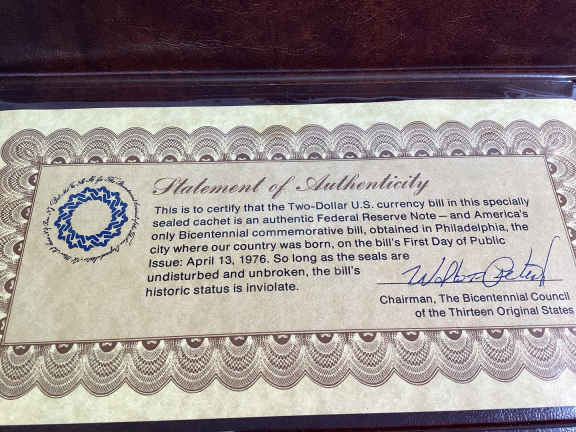 Statement of Authenticity
This is to certify that the Two-Dollar U.S. currency bill in this specially
sealed cachet is an authentic Federal Reserve Note — and America's
only Bicentennial commemorative bill, obtained in Philadelphia, the
city where our country was born, on the bill's First Day of Public
Issue: April 13, 1976. So long as the seals are
undisturbed and unbroken, the bill's
historic status is inviolate.
Chairman, The Bicentennial Council
of the Thirteen Original States